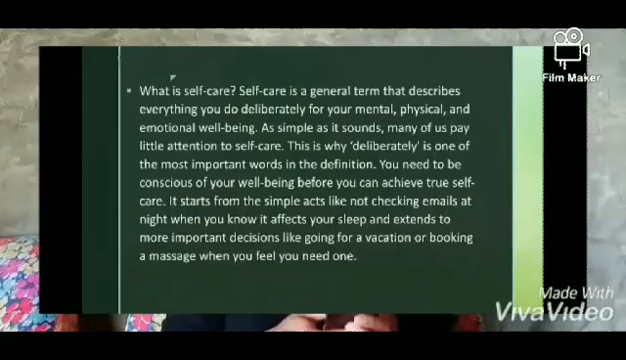 What is self-care? Self-care is a general term that describes
everything you do deliberately for your mental, physical, and
emotional well-being. As simple as it sounds, many of us pay
little attention to self-care. This is why 'deliberately' is one of
the most important words in the definition. You need to be
conscious of your well-being before you can achieve true self-
care. It starts from the simple acts like not checking emails at
night when you know it affects your sleep and extends to
more important decisions like going for a vacation or booking
a massage when you feel you need one.
Film Maker
Made With
VivaVideo